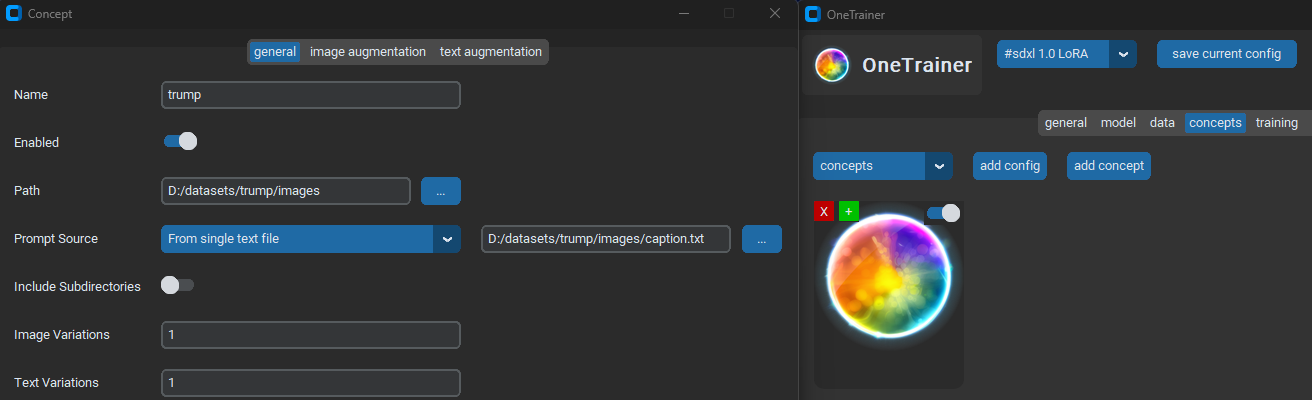 Concept
general image augmentation text augmentation
Name trump
Enabled
Path D:/datasets/trump/images ...
Prompt Source From single text file D:/datasets/trump/images/caption.txt ...
Include Subdirectories
Image Variations 1
Text Variations 1
OneTrainer
OneTrainer #sdxl 1.0 LoRA save current config
general model data concepts training
concepts add config add concept
X +